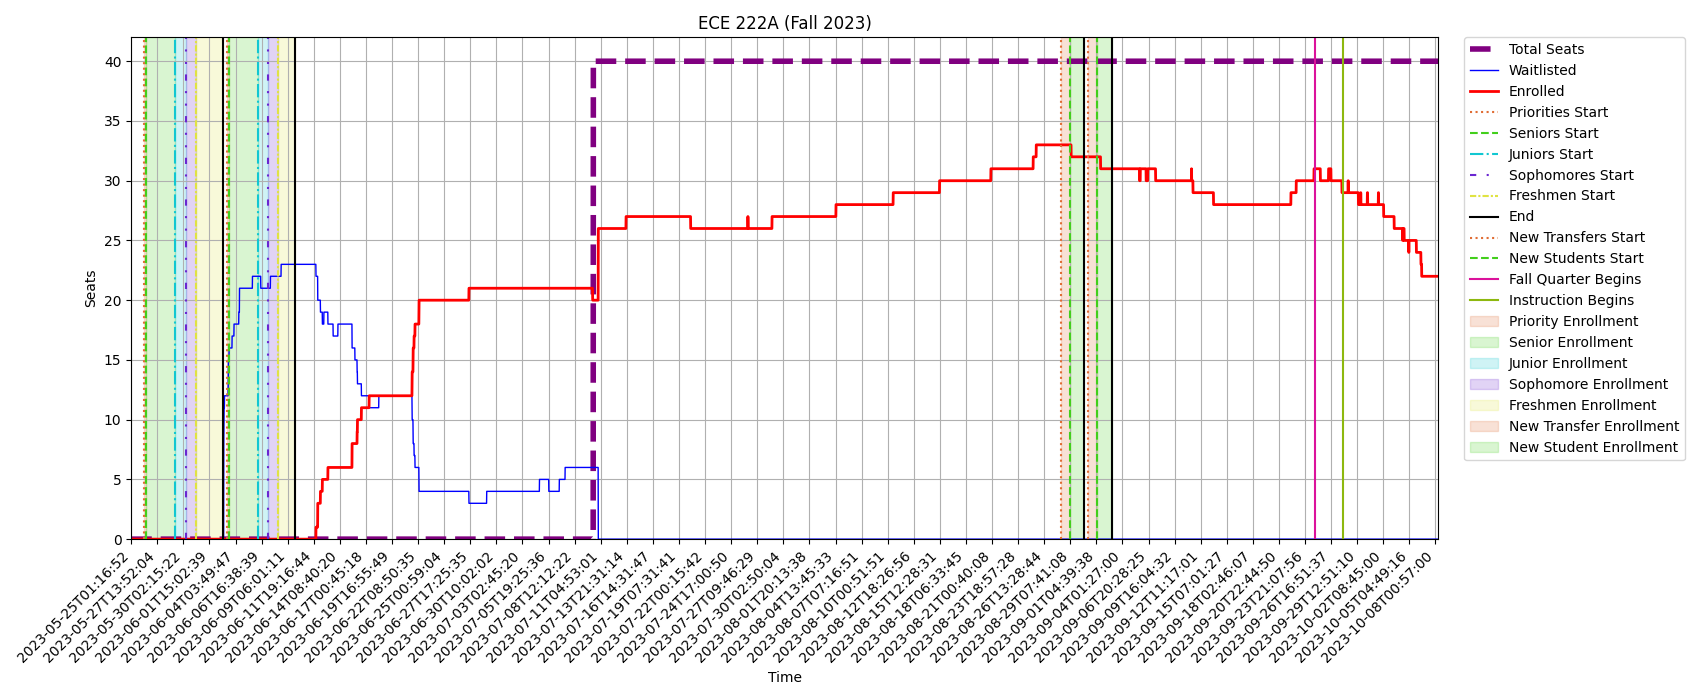 ECE 222A (Fall 2023)
40
35
30
25
20
15
10
5
0
Seats
2023-05-25T01:16:52
2023-05-27T13:52:04
2023-05-30T02:15:22
2023-06-01T15:02:39
2023-06-04T03:49:47
2023-06-06T16:38:39
2023-06-09T06:01:11
2023-06-11T19:16:44
2023-06-14T08:40:20
2023-06-17T00:45:18
2023-06-19T16:55:49
2023-06-22T08:50:35
2023-06-25T00:59:04
2023-06-27T17:25:35
2023-06-30T10:02:02
2023-07-03T02:45:20
2023-07-05T19:25:36
2023-07-08T12:12:22
2023-07-11T04:53:01
2023-07-13T21:31:14
2023-07-16T14:31:47
2023-07-19T07:31:41
2023-07-22T00:15:42
2023-07-24T17:00:50
2023-07-27T09:46:29
2023-07-30T02:50:04
2023-08-01T20:13:38
2023-08-04T13:45:33
2023-08-07T07:16:51
2023-08-10T00:51:51
2023-08-12T18:26:56
2023-08-15T12:28:31
2023-08-18T06:33:45
2023-08-21T00:40:08
2023-08-23T18:57:28
2023-08-26T13:28:44
2023-08-29T07:41:08
2023-09-01T04:39:38
2023-09-04T01:27:00
2023-09-06T20:28:25
2023-09-09T16:04:32
2023-09-12T11:17:01
2023-09-15T07:01:27
2023-09-18T02:46:07
2023-09-20T22:44:50
2023-09-23T21:07:56
2023-09-26T16:51:37
2023-09-29T12:51:10
2023-10-02T08:45:00
2023-10-05T04:49:16
2023-10-08T00:57:00
Time
Total Seats
Waitlisted
Enrolled
Priorities Start
Seniors Start
Juniors Start
Sophomores Start
Freshmen Start
End
New Transfers Start
New Students Start
Fall Quarter Begins
Instruction Begins
Priority Enrollment
Senior Enrollment
Junior Enrollment
Sophomore Enrollment
Freshmen Enrollment
New Transfer Enrollment
New Student Enrollment